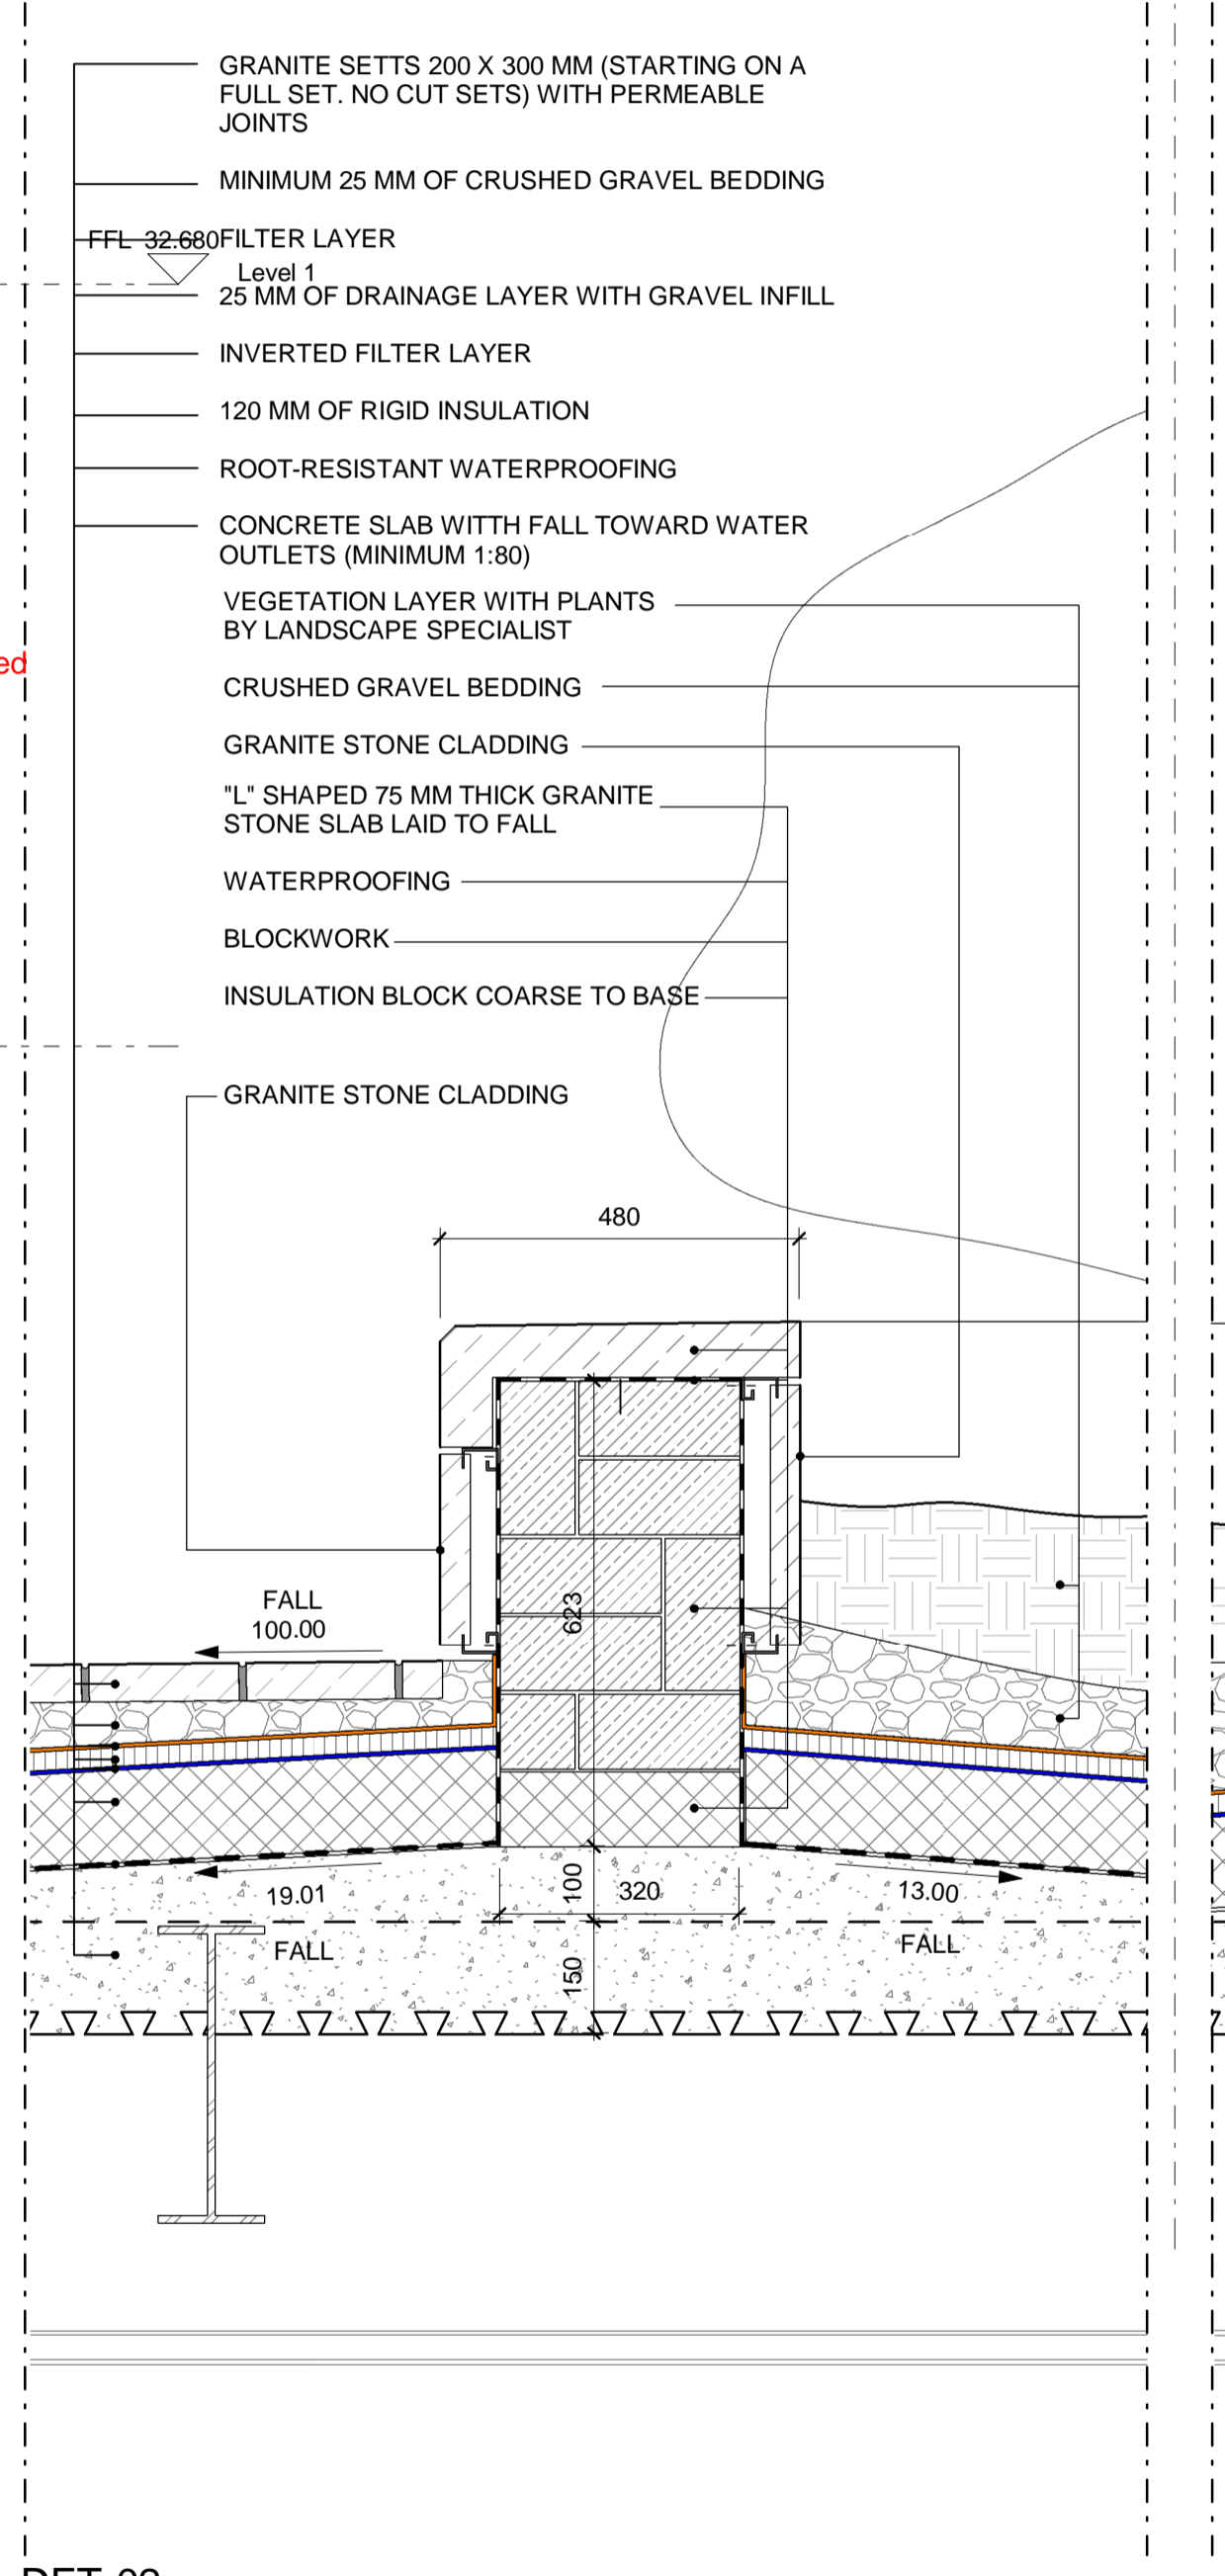 GRANITE SETTS 200 X 300 MM (STARTING ON A
FULL SET. NO CUT SETS) WITH PERMEABLE
JOINTS
MINIMUM 25 MM OF CRUSHED GRAVEL BEDDING
FFL 32.680
FILTER LAYER
Level 1
25 MM OF DRAINAGE LAYER WITH GRAVEL INFILL
INVERTED FILTER LAYER
120 MM OF RIGID INSULATION
ROOT-RESISTANT WATERPROOFING
CONCRETE SLAB WITTH FALL TOWARD WATER
OUTLETS (MINIMUM 1:80)
VEGETATION LAYER WITH PLANTS
BY LANDSCAPE SPECIALIST
CRUSHED GRAVEL BEDDING
GRANITE STONE CLADDING
"L" SHAPED 75 MM THICK GRANITE
STONE SLAB LAID TO FALL
WATERPROOFING
BLOCKWORK
INSULATION BLOCK COARSE TO BASE
GRANITE STONE CLADDING
480
623
FALL
100.00
100
320
19.01
13.00
FALL
FALL
150